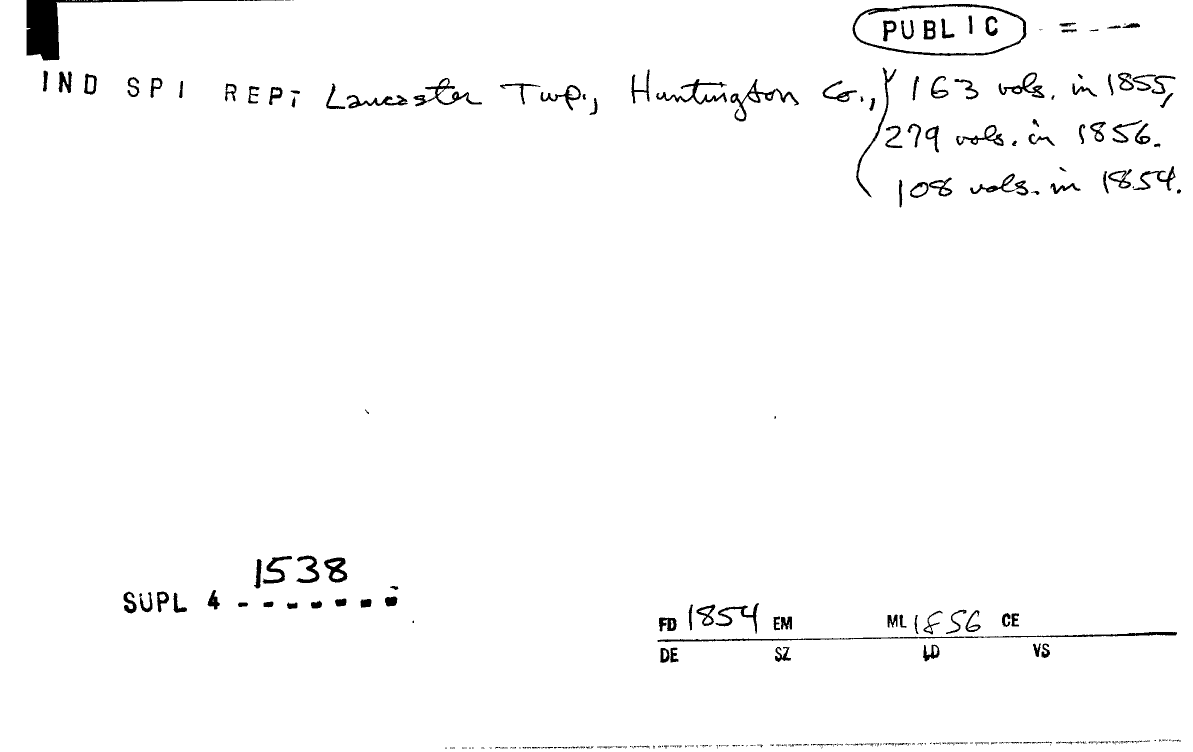 PUBLIC
IND SPI REPT Lancaster Twp., Huntington Co., 163 vols. in 1855,
279 vols. in 1856.
108 vols. in 1854.
1538
SUPL 4
FD 1854 EM ML 1856 CE
DE SZ LD VS